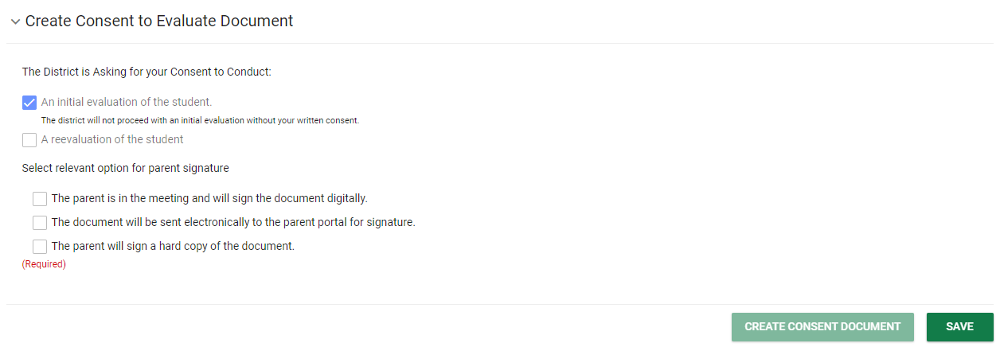 Create Consent to Evaluate Document
The District is Asking for your Consent to Conduct:
An initial evaluation of the student.
The district will not proceed with an initial evaluation without your written consent.
A reevaluation of the student
Select relevant option for parent signature
The parent is in the meeting and will sign the document digitally.
The document will be sent electronically to the parent portal for signature.
The parent will sign a hard copy of the document.
(Required)
CREATE CONSENT DOCUMENT SAVE